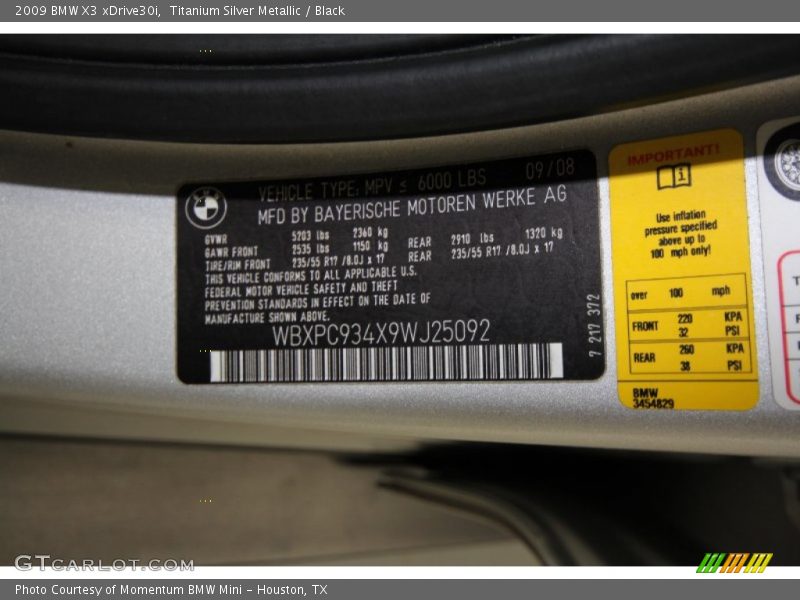 2009 BMW X3 xDrive30i,  Titanium Silver Metallic / Black
VEHICLE TYPE: MPV ≤ 6000 LBS 09/08
MFD BY BAYERISCHE MOTOREN WERKE AG
GVWR 5203 lbs 2360 kg
GAWR FRONT 2535 lbs 1150 kg REAR 2910 lbs 1320 kg
TIRE/RIM FRONT 235/55 R17 /8.0J x 17 REAR 235/55 R17 /8.0J x 17
THIS VEHICLE CONFORMS TO ALL APPLICABLE U.S.
FEDERAL MOTOR VEHICLE SAFETY AND THEFT
PREVENTION STANDARDS IN EFFECT ON THE DATE OF
MANUFACTURE SHOWN ABOVE.
WBXPC934X9WJ25092
7 217 372
IMPORTANT!
Use inflation
pressure specified
above up to
100 mph only!
over 100 mph
FRONT 220 KPA
32 PSI
REAR 260 KPA
38 PSI
BMW
3454829
GTCARLOT.COM
Photo Courtesy of Momentum BMW Mini - Houston, TX